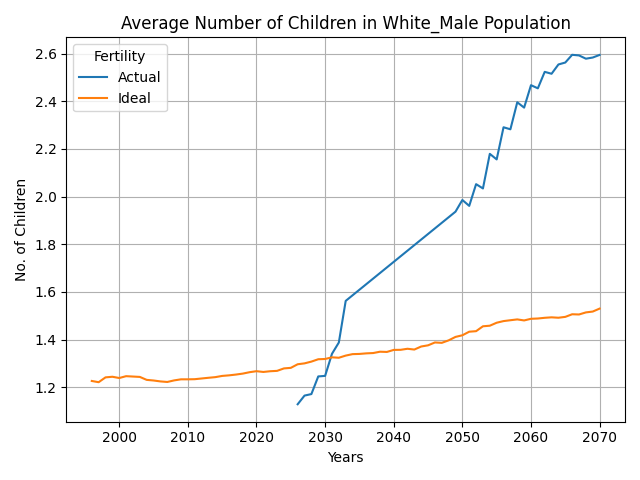 Average Number of Children in White_Male Population
Fertility
Actual
Ideal
No. of Children
2.6
2.4
2.2
2.0
1.8
1.6
1.4
1.2
2000 2010 2020 2030 2040 2050 2060 2070
Years